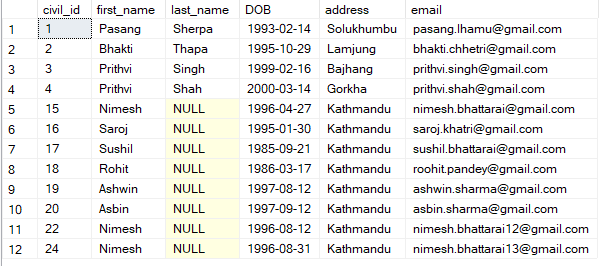 civil_id first_name last_name DOB address email
1 1 Pasang Sherpa 1993-02-14 Solukhumbu pasang.lhamu@gmail.com
2 2 Bhakti Thapa 1995-10-29 Lamjung bhakti.chhetri@gmail.com
3 3 Prithvi Singh 1999-02-16 Bajhang prithvi.singh@gmail.com
4 4 Prithvi Shah 2000-03-14 Gorkha prithvi.shah@gmail.com
5 15 Nimesh NULL 1996-04-27 Kathmandu nimesh.bhattarai@gmail.com
6 16 Saroj NULL 1995-01-30 Kathmandu saroj.khatri@gmail.com
7 17 Sushil NULL 1985-09-21 Kathmandu sushil.bhattarai@gmail.com
8 18 Rohit NULL 1986-03-17 Kathmandu roohit.pandey@gmail.com
9 19 Ashwin NULL 1997-08-12 Kathmandu ashwin.sharma@gmail.com
10 20 Asbin NULL 1997-09-12 Kathmandu asbin.sharma@gmail.com
11 22 Nimesh NULL 1996-08-12 Kathmandu nimesh.bhattarai12@gmail.com
12 24 Nimesh NULL 1996-08-31 Kathmandu nimesh.bhattarai13@gmail.com